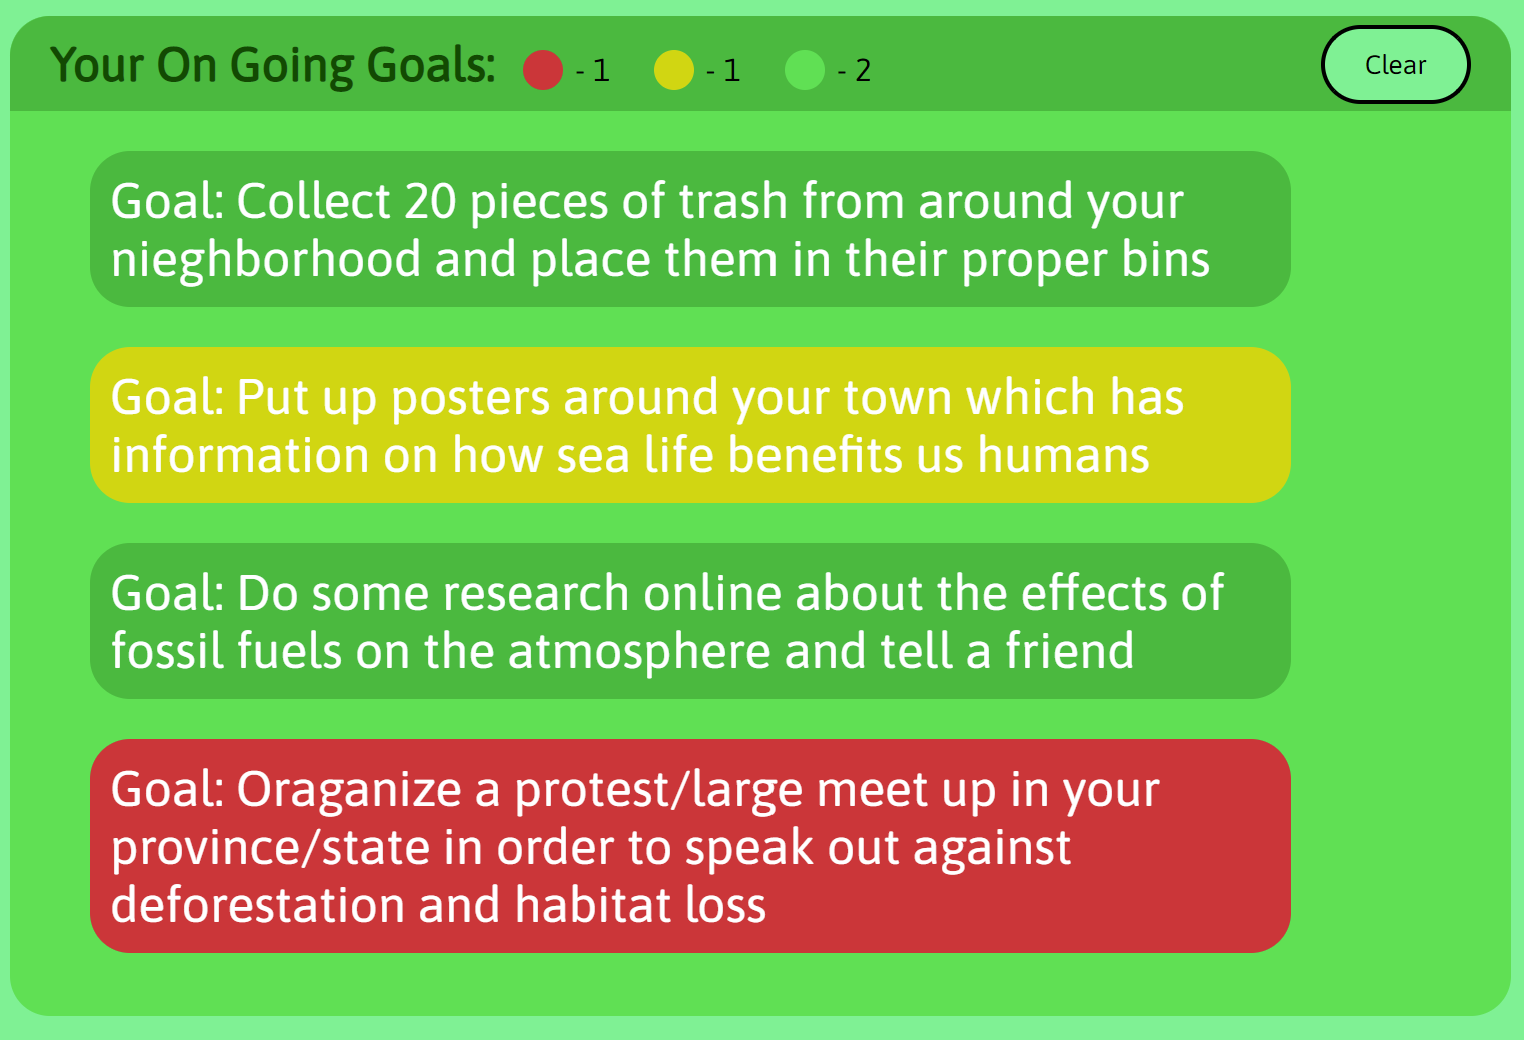 Your On Going Goals: - 1 - 1 - 2 Clear
Goal: Collect 20 pieces of trash from around your
nieghborhood and place them in their proper bins
Goal: Put up posters around your town which has
information on how sea life benefits us humans
Goal: Do some research online about the effects of
fossil fuels on the atmosphere and tell a friend
Goal: Oraganize a protest/large meet up in your
province/state in order to speak out against
deforestation and habitat loss